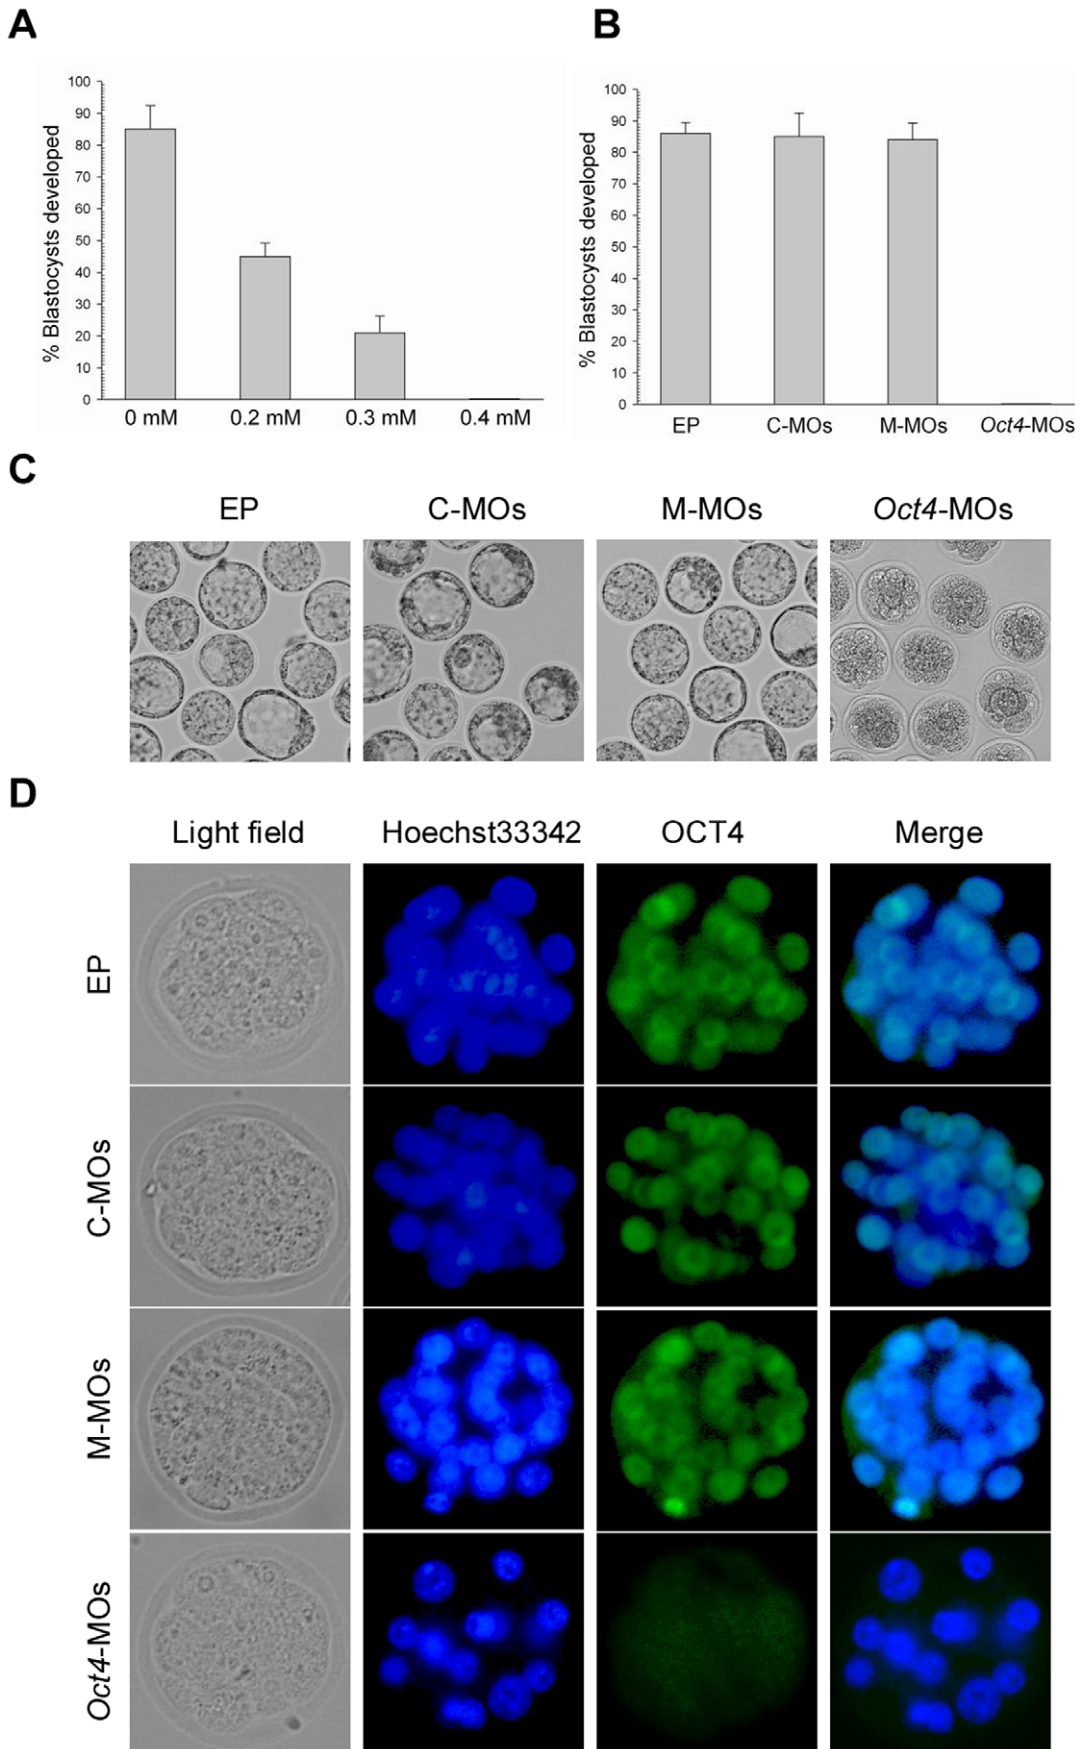 A
B
% Blastocysts developed
100
90
80
70
60
50
40
30
20
10
0
0 mM 0.2 mM 0.3 mM 0.4 mM
% Blastocysts developed
100
90
80
70
60
50
40
30
20
10
0
EP C-MOs M-MOs Oct4-MOs
C
EP C-MOs M-MOs Oct4-MOs
D
Light field Hoechst33342 OCT4 Merge
EP
C-MOs
M-MOs
Oct4-MOs